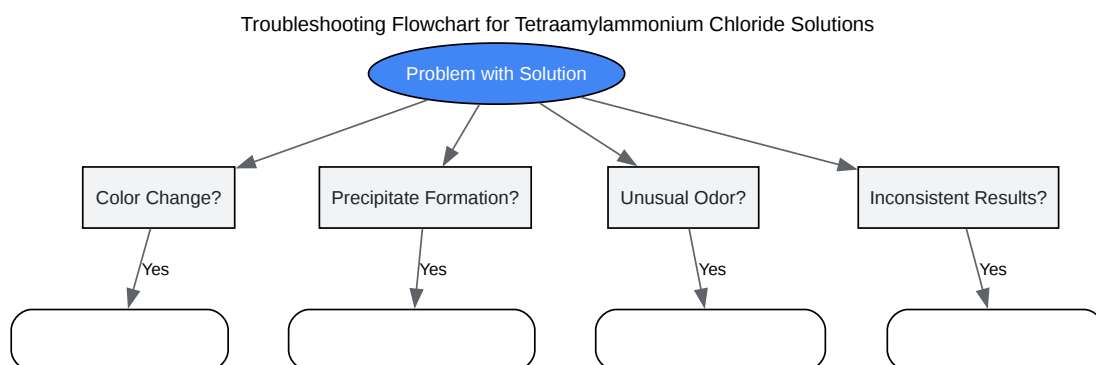 Troubleshooting Flowchart for Tetraamylammonium Chloride Solutions
Problem with Solution
Color Change?
Precipitate Formation?
Unusual Odor?
Inconsistent Results?
Yes
Yes
Yes
Yes